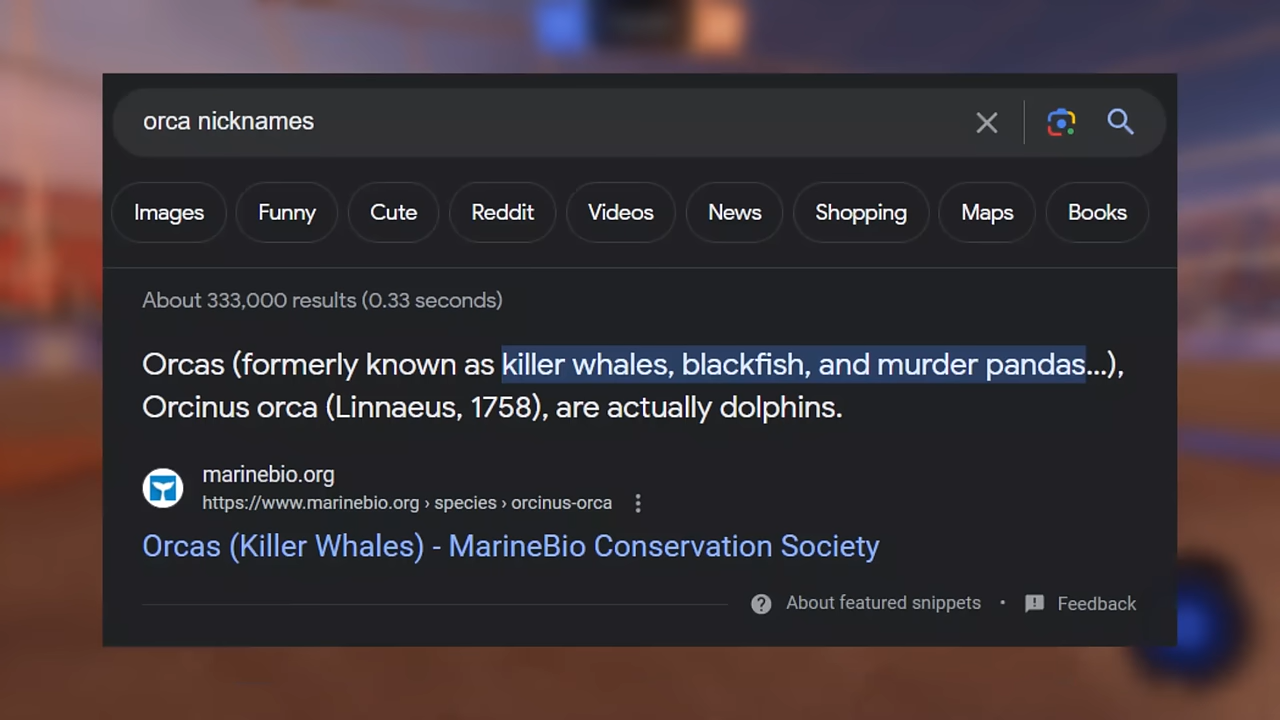 orca nicknames
Images Funny Cute Reddit Videos News Shopping Maps Books
About 333,000 results (0.33 seconds)
Orcas (formerly known as killer whales, blackfish, and murder pandas...),
Orcinus orca (Linnaeus, 1758), are actually dolphins.
marinebio.org
https://www.marinebio.org › species › orcinus-orca
Orcas (Killer Whales) - MarineBio Conservation Society
About featured snippets • Feedback